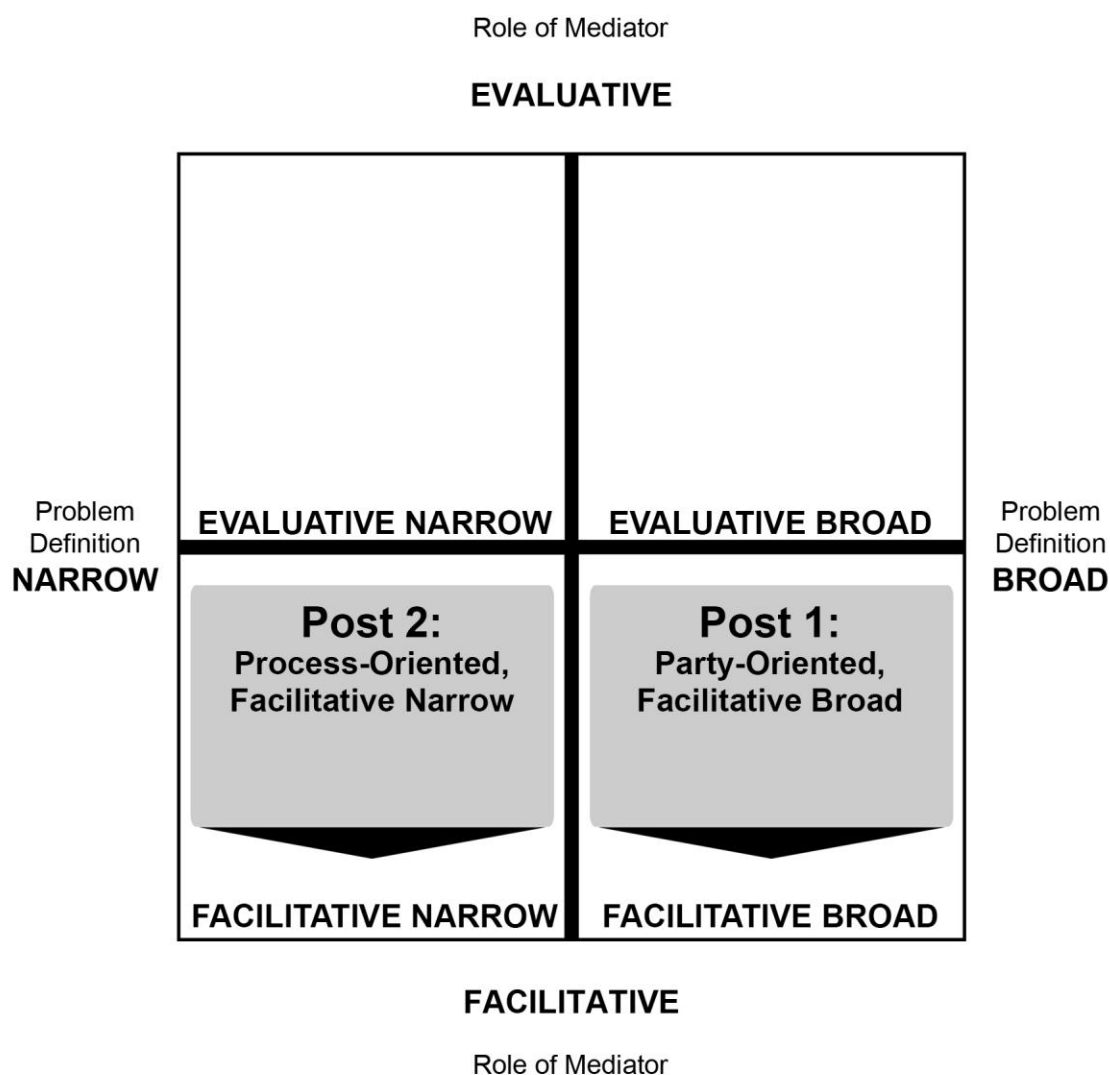 Role of Mediator
EVALUATIVE
EVALUATIVE NARROW
EVALUATIVE BROAD
Problem
Definition
NARROW
Problem
Definition
BROAD
Post 2:
Process-Oriented,
Facilitative Narrow
Post 1:
Party-Oriented,
Facilitative Broad
FACILITATIVE NARROW
FACILITATIVE BROAD
FACILITATIVE
Role of Mediator